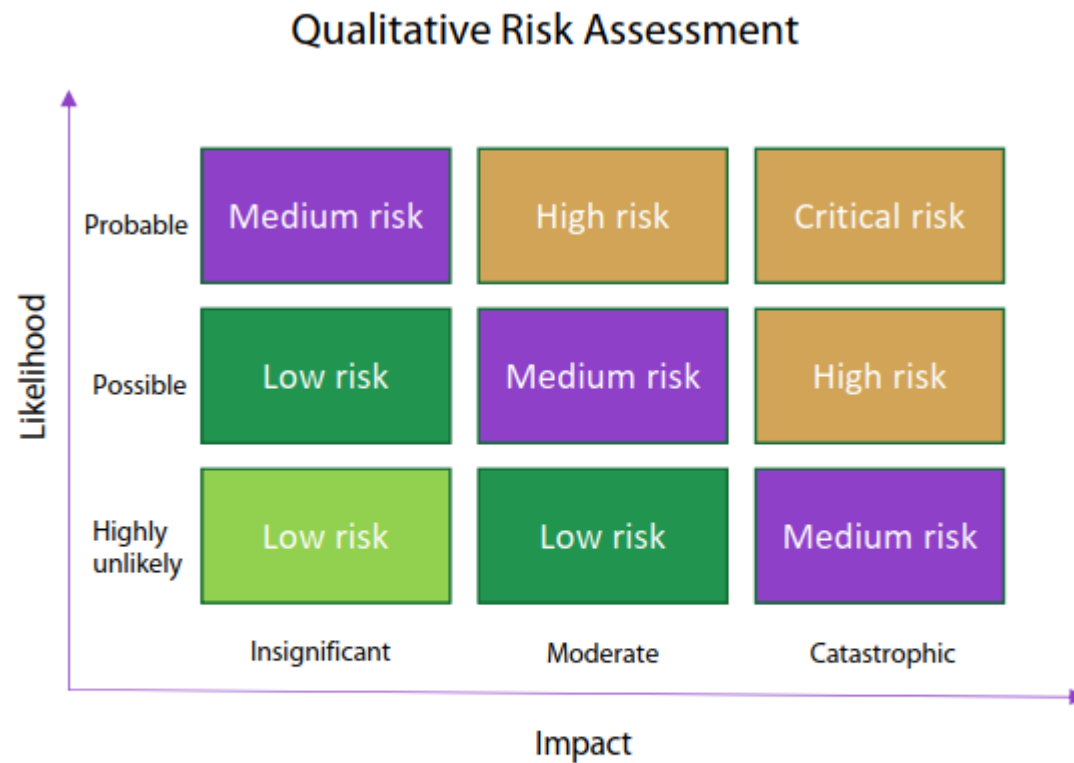 Qualitative Risk Assessment
Probable
Medium risk
High risk
Critical risk
Likelihood
Possible
Low risk
Medium risk
High risk
Highly
unlikely
Low risk
Low risk
Medium risk
Insignificant
Moderate
Catastrophic
Impact